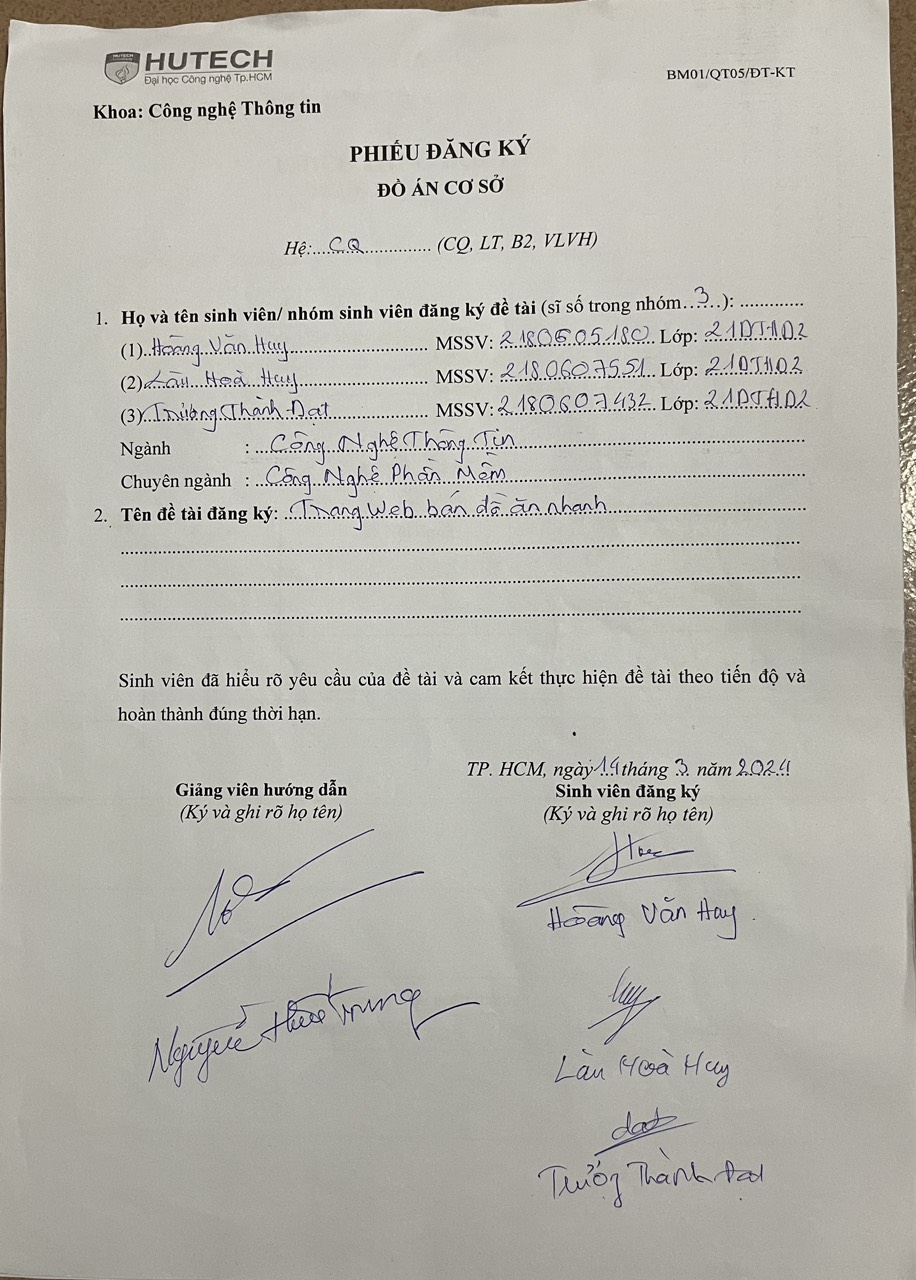 HUTECH
HUTECH
Đại học Công nghệ Tp.HCM
BM01/QT05/ĐT-KT
Khoa: Công nghệ Thông tin
PHIẾU ĐĂNG KÝ
ĐỒ ÁN CƠ SỞ
Hệ:....CQ.............. (CQ, LT, B2, VLVH)
1. Họ và tên sinh viên/ nhóm sinh viên đăng ký đề tài (sĩ số trong nhóm...3...): .............
(1)..Hoàng Văn Huy.............................. MSSV: 2180605180.. Lớp: 21DTHD2
(2) Làu Hoà Huy.............................. MSSV: 2180607551.. Lớp: 21DTHD2
(3) Trương Thành Đạt..................... MSSV: 2180607432. Lớp: 21DTHD2
Ngành : ...Công Nghệ Thông Tin..................
Chuyên ngành : ..Công Nghệ Phần Mềm..................
2. Tên đề tài đăng ký: ..Trang Web bán đồ ăn nhanh..................
Sinh viên đã hiểu rõ yêu cầu của đề tài và cam kết thực hiện đề tài theo tiến độ và
hoàn thành đúng thời hạn.
TP. HCM, ngày 14 tháng 3 năm 2024
Giảng viên hướng dẫn Sinh viên đăng ký
(Ký và ghi rõ họ tên) (Ký và ghi rõ họ tên)
Hoàng Văn Huy.
Nguyễn Hữu Trung
Huy
Làu Hoà Huy
dat
Trương Thành Đạt